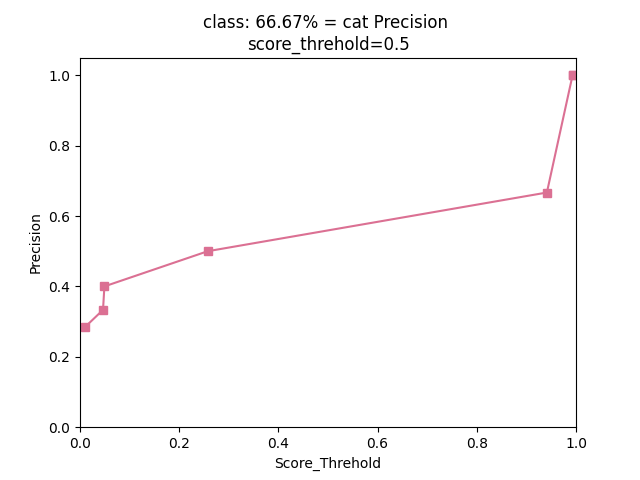 class: 66.67% = cat Precision
score_threhold=0.5
1.0
0.8
0.6
0.4
0.2
0.0
Precision
0.0 0.2 0.4 0.6 0.8 1.0
Score_Threhold